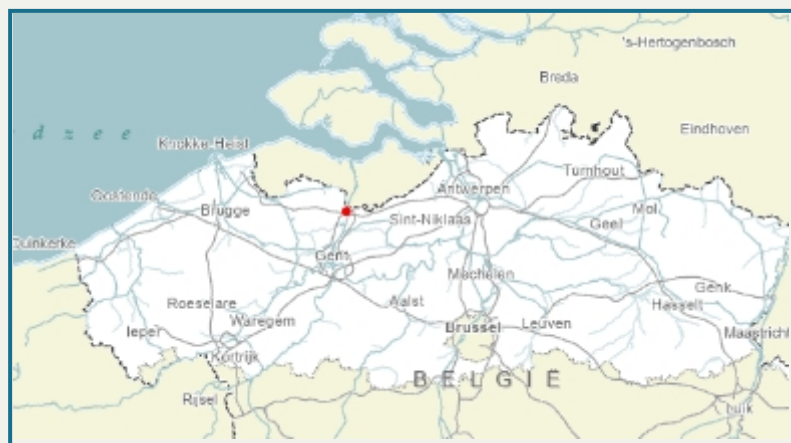 's-Hertogenbosch
Breda
dzee
Eindhoven
Knokke-Heist
Turnhout
Antwerpen
Oostende
Brugge
Mol
Sint-Niklaas
Geel
Duinkerke
Gent
Mechelen
Genk
Roeselare
Aalst
Hasselt
Waregem
Ieper
Brussel
Leuven
Maastricht
Kortrijk
BELGIË
Rijsel
Luik